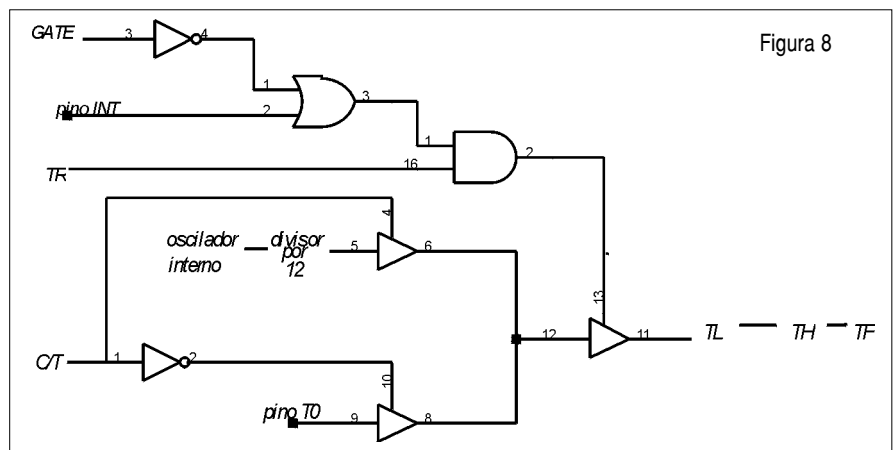 Figura 8
GATE
3
4
1
pino INT
2
3
1
2
TR
16
4
oscilador
interno
divisor
por
12
5
6
13
C/T
1
2
12
11
TL
TH
TF
10
pino T0
9
8